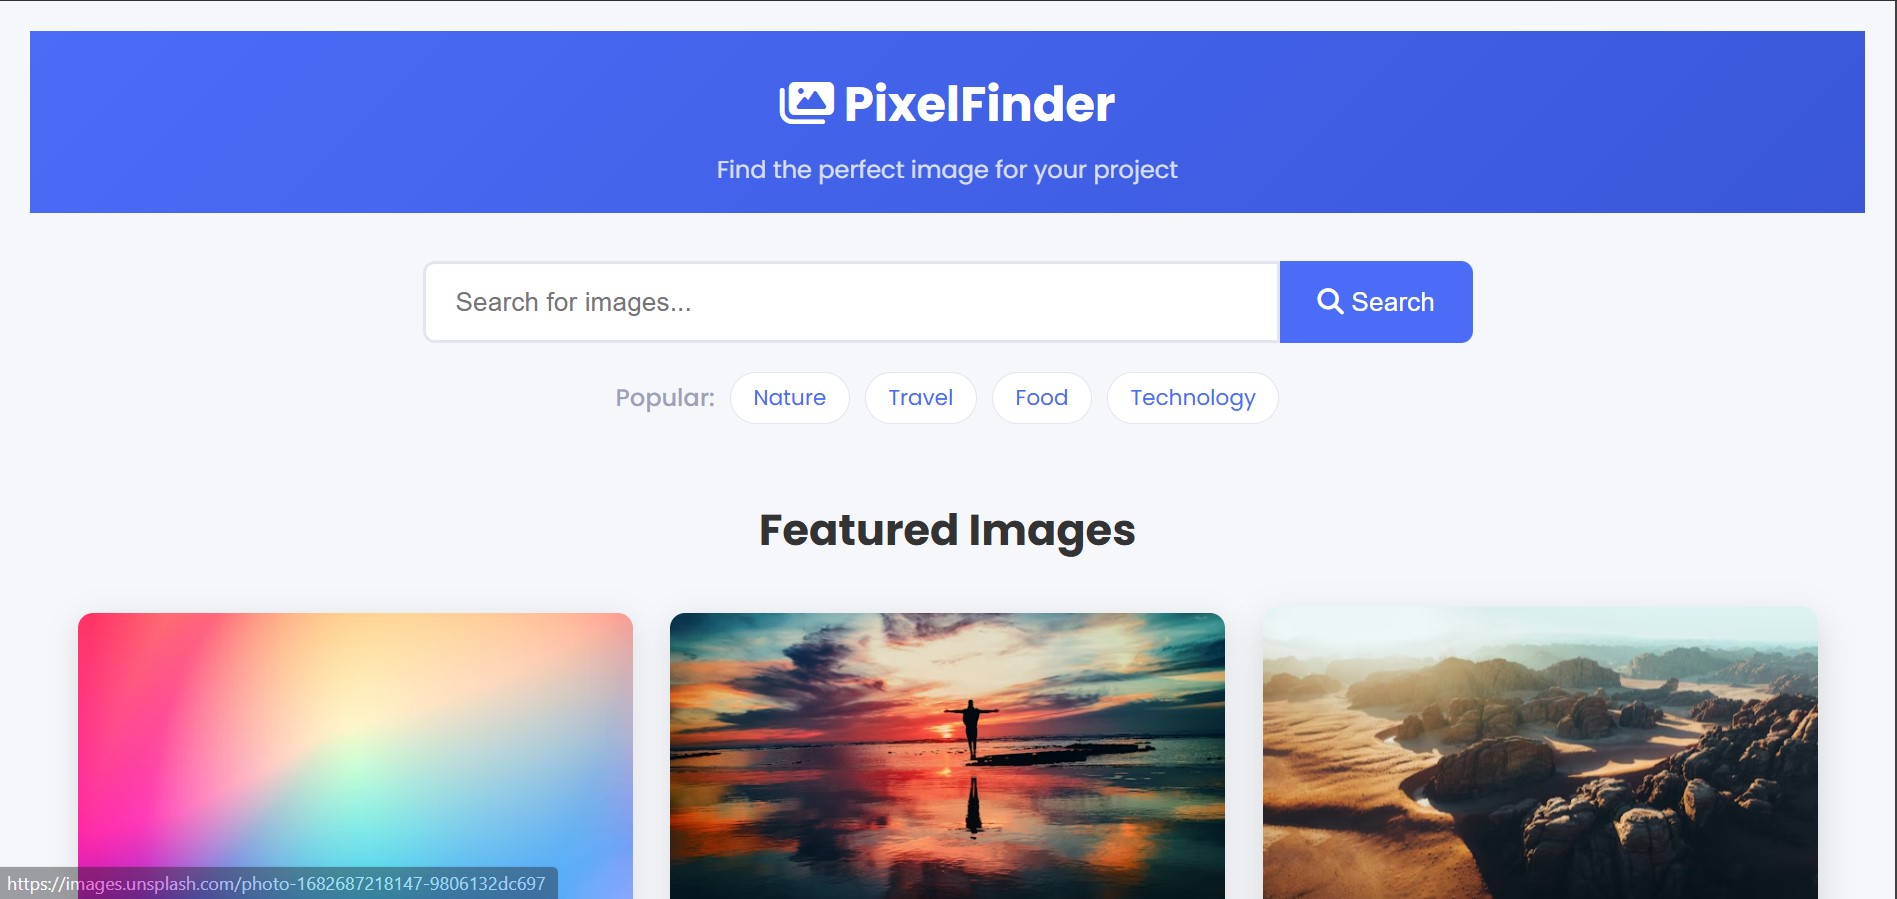 PixelFinder
Find the perfect image for your project
Search for images...
Search
Popular:
Nature
Travel
Food
Technology
Featured Images
https://images.unsplash.com/photo-1682687218147-9806132dc697